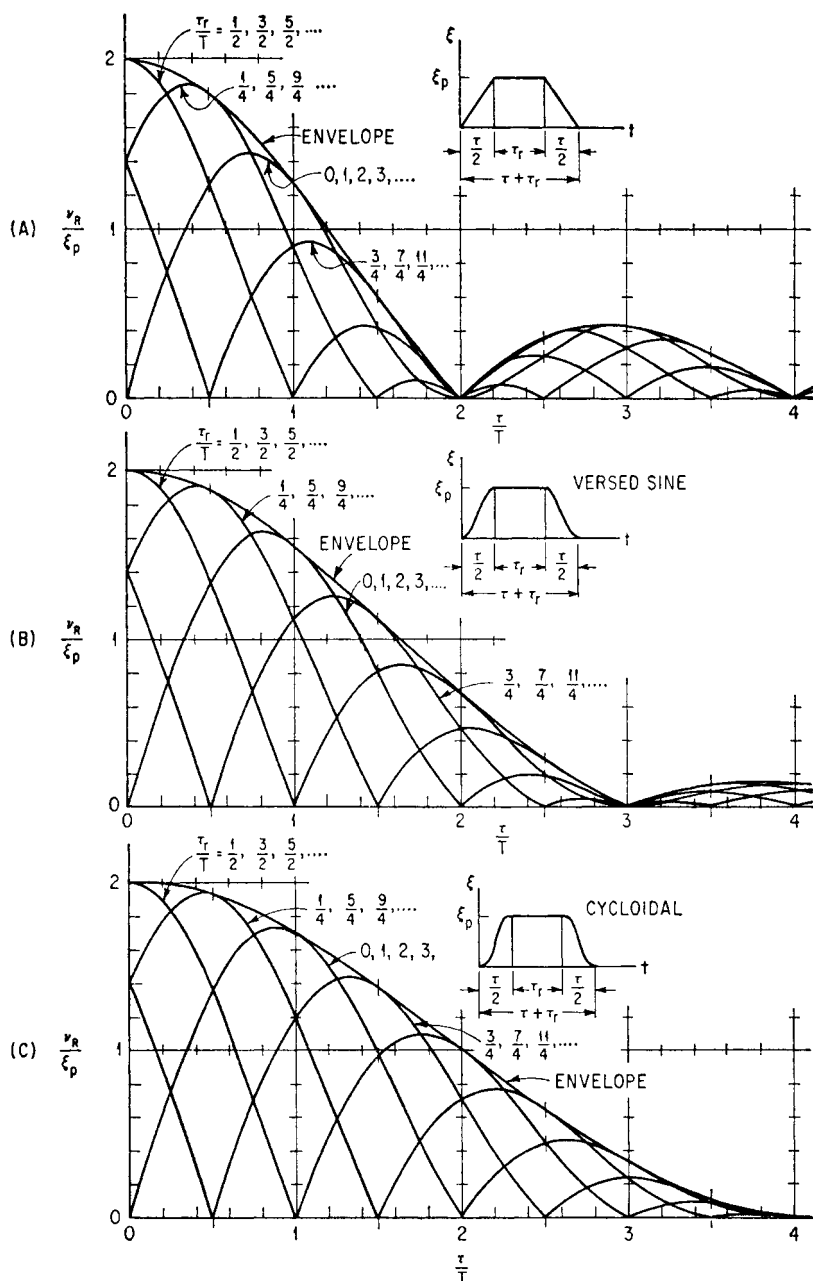 τr/T = 1/2, 3/2, 5/2, ....
1/4, 5/4, 9/4 ....
ENVELOPE
0, 1, 2, 3, ....
3/4, 7/4, 11/4, ...
ξ
ξp
t
τ/2 τr τ/2
τ + τr
(A) νR/ξp
2
1
0
0 1 2 3 4
τ/T
τr/T = 1/2, 3/2, 5/2, ....
1/4, 5/4, 9/4, ....
ENVELOPE
0, 1, 2, 3, ....
3/4, 7/4, 11/4, ....
ξ
ξp
VERSED SINE
t
τ/2 τr τ/2
τ + τr
(B) νR/ξp
2
1
0
0 1 2 3 4
τ/T
τr/T = 1/2, 3/2, 5/2, ....
1/4, 5/4, 9/4, ....
0, 1, 2, 3,
3/4, 7/4, 11/4, ....
ENVELOPE
ξ
ξp
CYCLOIDAL
t
τ/2 τr τ/2
τ + τr
(C) νR/ξp
2
1
0
0 1 2 3 4
τ/T